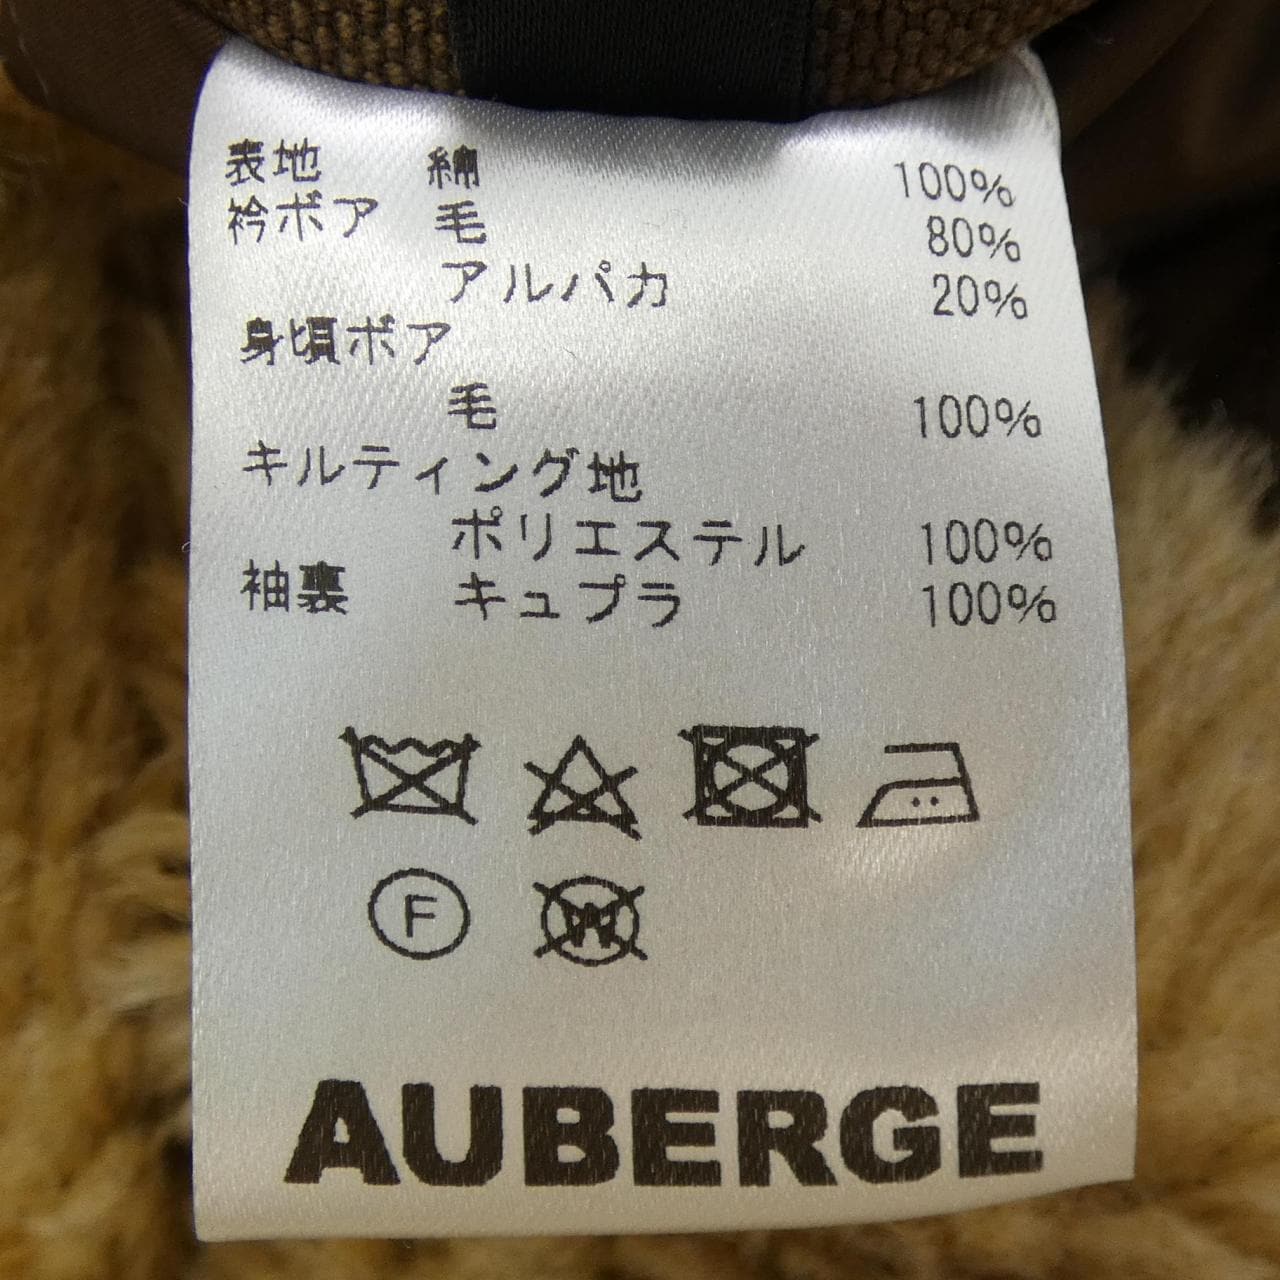 表地 綿 100%
衿ボア 毛 80%
アルパカ 20%
身頃ボア
毛 100%
キルティング地
ポリエステル 100%
袖裏 キュプラ 100%
F
W
AUBERGE